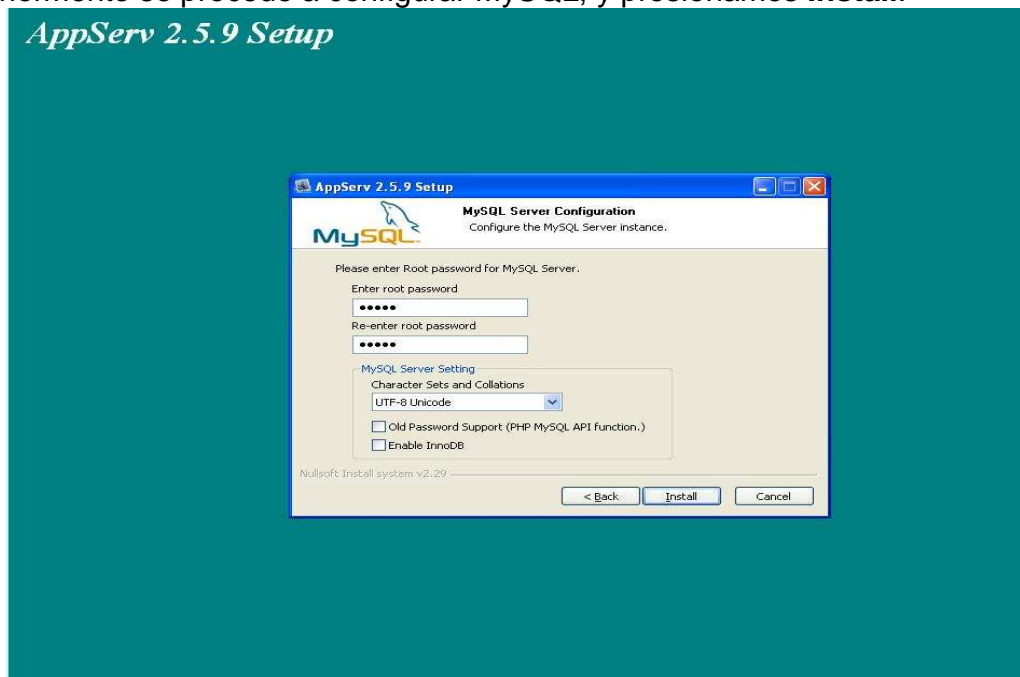 se procede a configurar MySQL, y presionamos Install.
AppServ 2.5.9 Setup
AppServ 2.5.9 Setup
MySQL
MySQL Server Configuration
Configure the MySQL Server instance.
Please enter Root password for MySQL Server.
Enter root password
•••••
Re-enter root password
•••••
MySQL Server Setting
Character Sets and Collations
UTF-8 Unicode
Old Password Support (PHP MySQL API function.)
Enable InnoDB
Nullsoft Install system v2.29
< Back Install Cancel